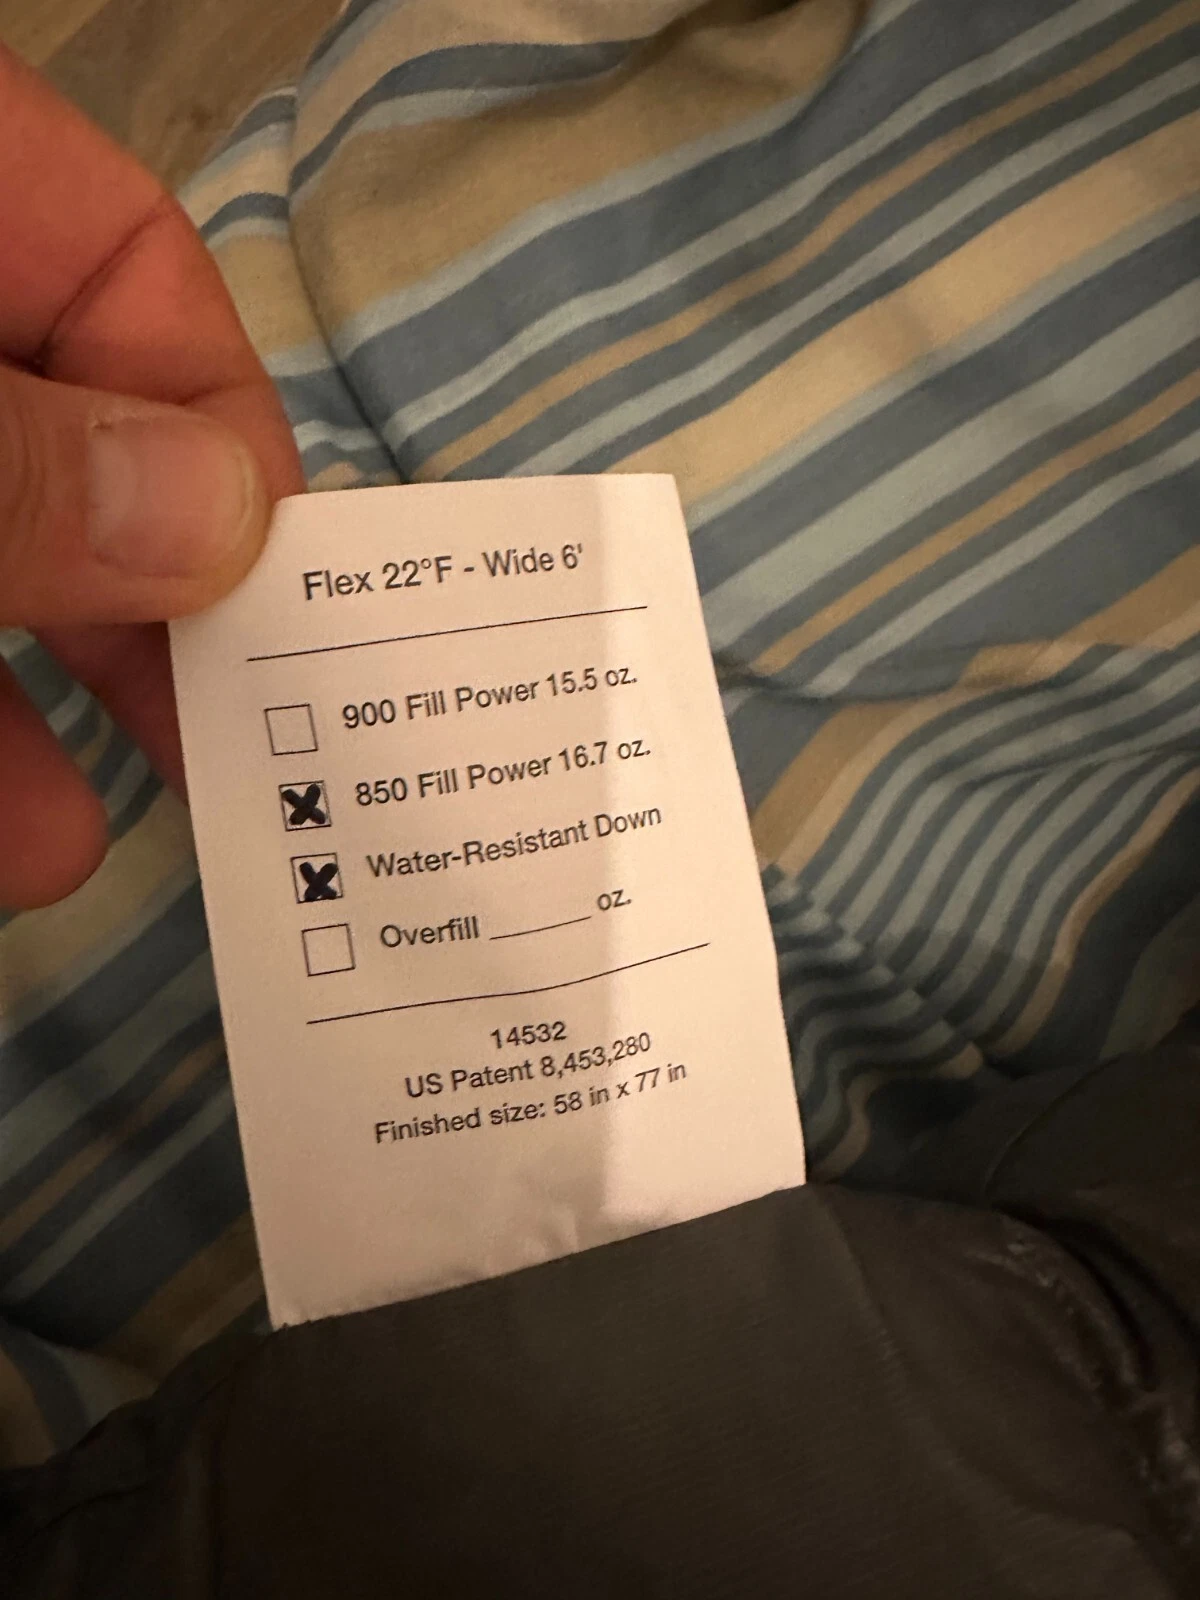 Flex 22°F - Wide 6'
900 Fill Power 15.5 oz.
850 Fill Power 16.7 oz.
Water-Resistant Down
Overfill ______ oz.
14532
US Patent 8,453,280
Finished size: 58 in x 77 in